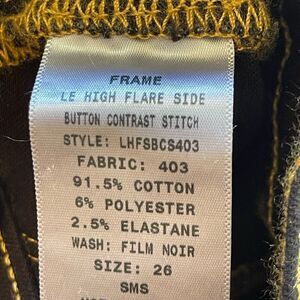 FRAME
LE HIGH FLARE SIDE
BUTTON CONTRAST STITCH
STYLE: LHFSBCS403
FABRIC: 403
91.5% COTTON
6% POLYESTER
2.5% ELASTANE
WASH: FILM NOIR
SIZE: 26
SMS